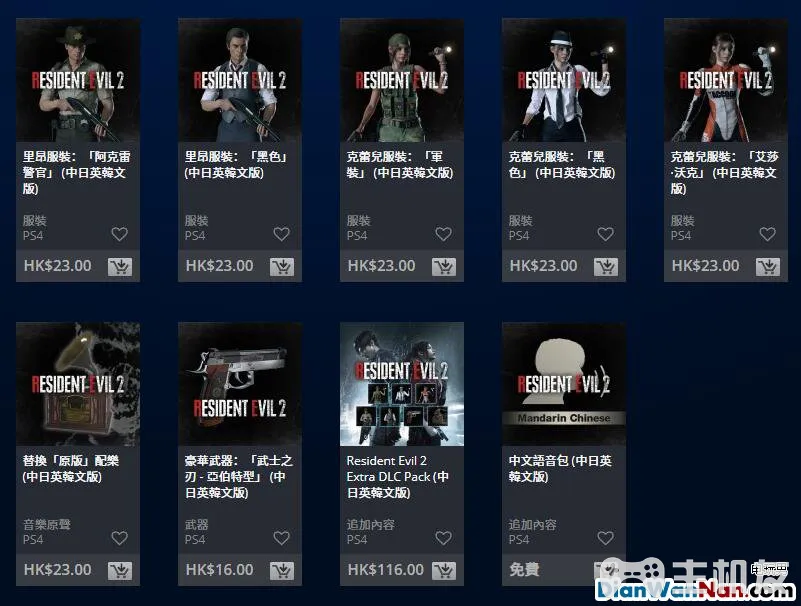 RESIDENT EVIL 2
RESIDENT EVIL 2
RESIDENT EVIL 2
RESIDENT EVIL 2
RESIDENT EVIL 2
里昂服裝：「阿克雷
警官」 (中日英韓文
版)
服裝
PS4
HK$23.00
里昂服裝：「黑色」
(中日英韓文版)
服裝
PS4
HK$23.00
克蕾兒服裝：「軍
裝」 (中日英韓文版)
服裝
PS4
HK$23.00
克蕾兒服裝：「黑
色」 (中日英韓文版)
服裝
PS4
HK$23.00
克蕾兒服裝：「艾莎
·沃克」 (中日英韓文
版)
服裝
PS4
HK$23.00
RESIDENT EVIL 2
RESIDENT EVIL 2
RESIDENT EVIL 2
RESIDENT EVIL 2
Mandarin Chinese
替換「原版」配樂
(中日英韓文版)
音樂原聲
PS4
HK$23.00
豪華武器：「武士之
刃 - 亞伯特型」 (中
日英韓文版)
武器
PS4
HK$16.00
Resident Evil 2
Extra DLC Pack (中
日英韓文版)
追加內容
PS4
HK$116.00
中文語音包 (中日英
韓文版)
追加內容
PS4
免費
主机友
DianWanNan.com